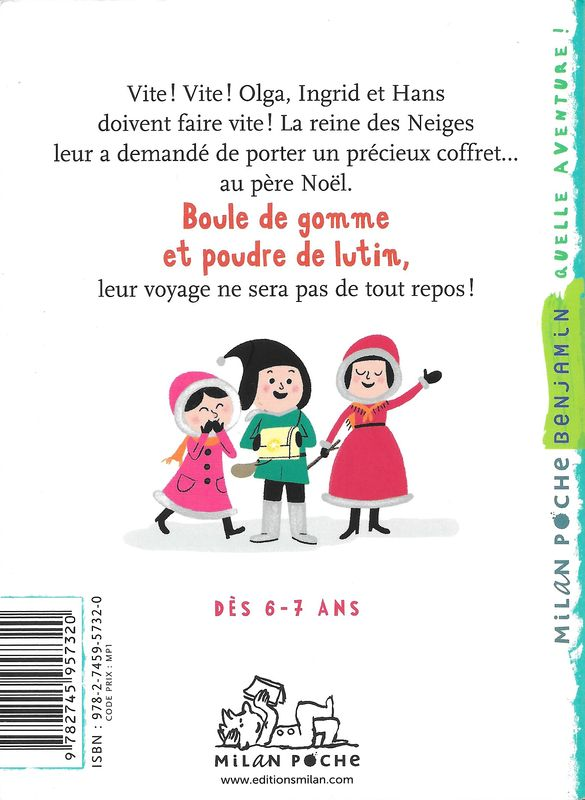 Vite ! Vite ! Olga, Ingrid et Hans
doivent faire vite ! La reine des Neiges
leur a demandé de porter un précieux coffret...
au père Noël.
Boule de gomme
et poudre de lutin,
leur voyage ne sera pas de tout repos !
DÈS 6-7 ANS
MiLAN POCHE
www.editionsmilan.com
9 782745 957320
ISBN : 978-2-7459-5732-0
CODE PRIX : MP1
MiLAN POCHE BENJAMIN QUELLE AVENTURE !